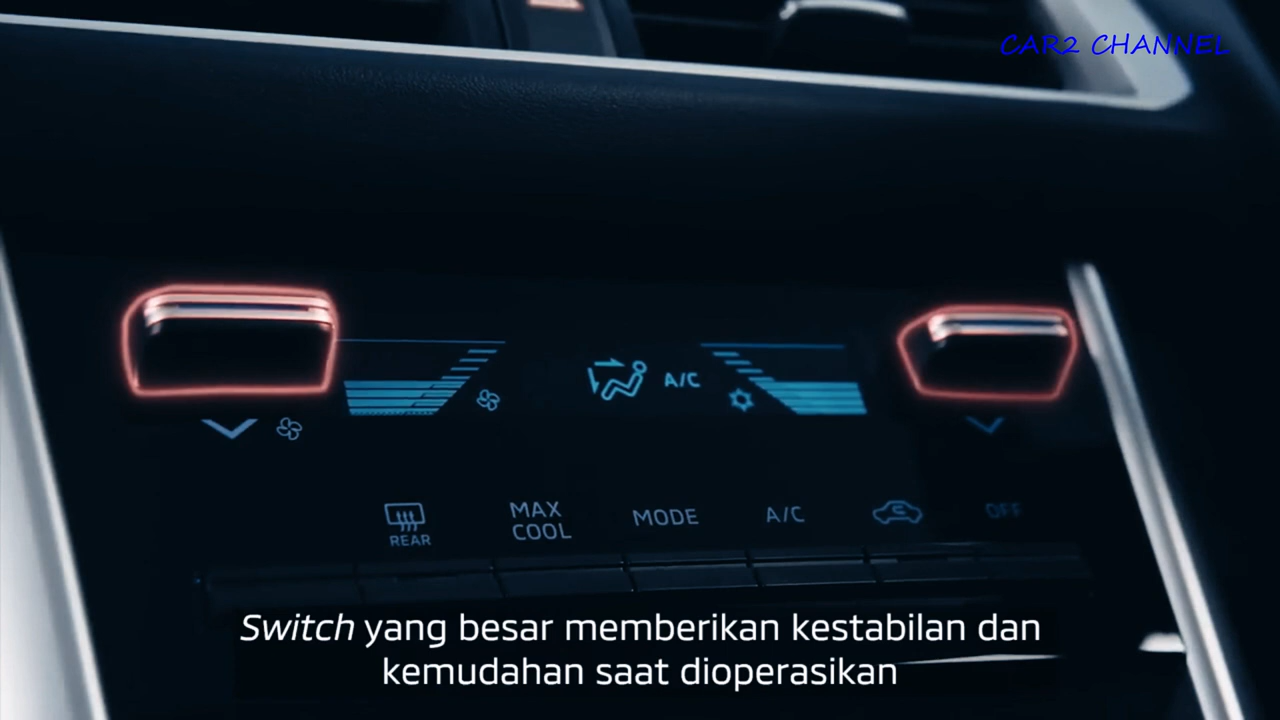 CAR2 CHANNEL
A/C
REAR
MAX
COOL
MODE
A/C
OFF
Switch yang besar memberikan kestabilan dan
kemudahan saat dioperasikan